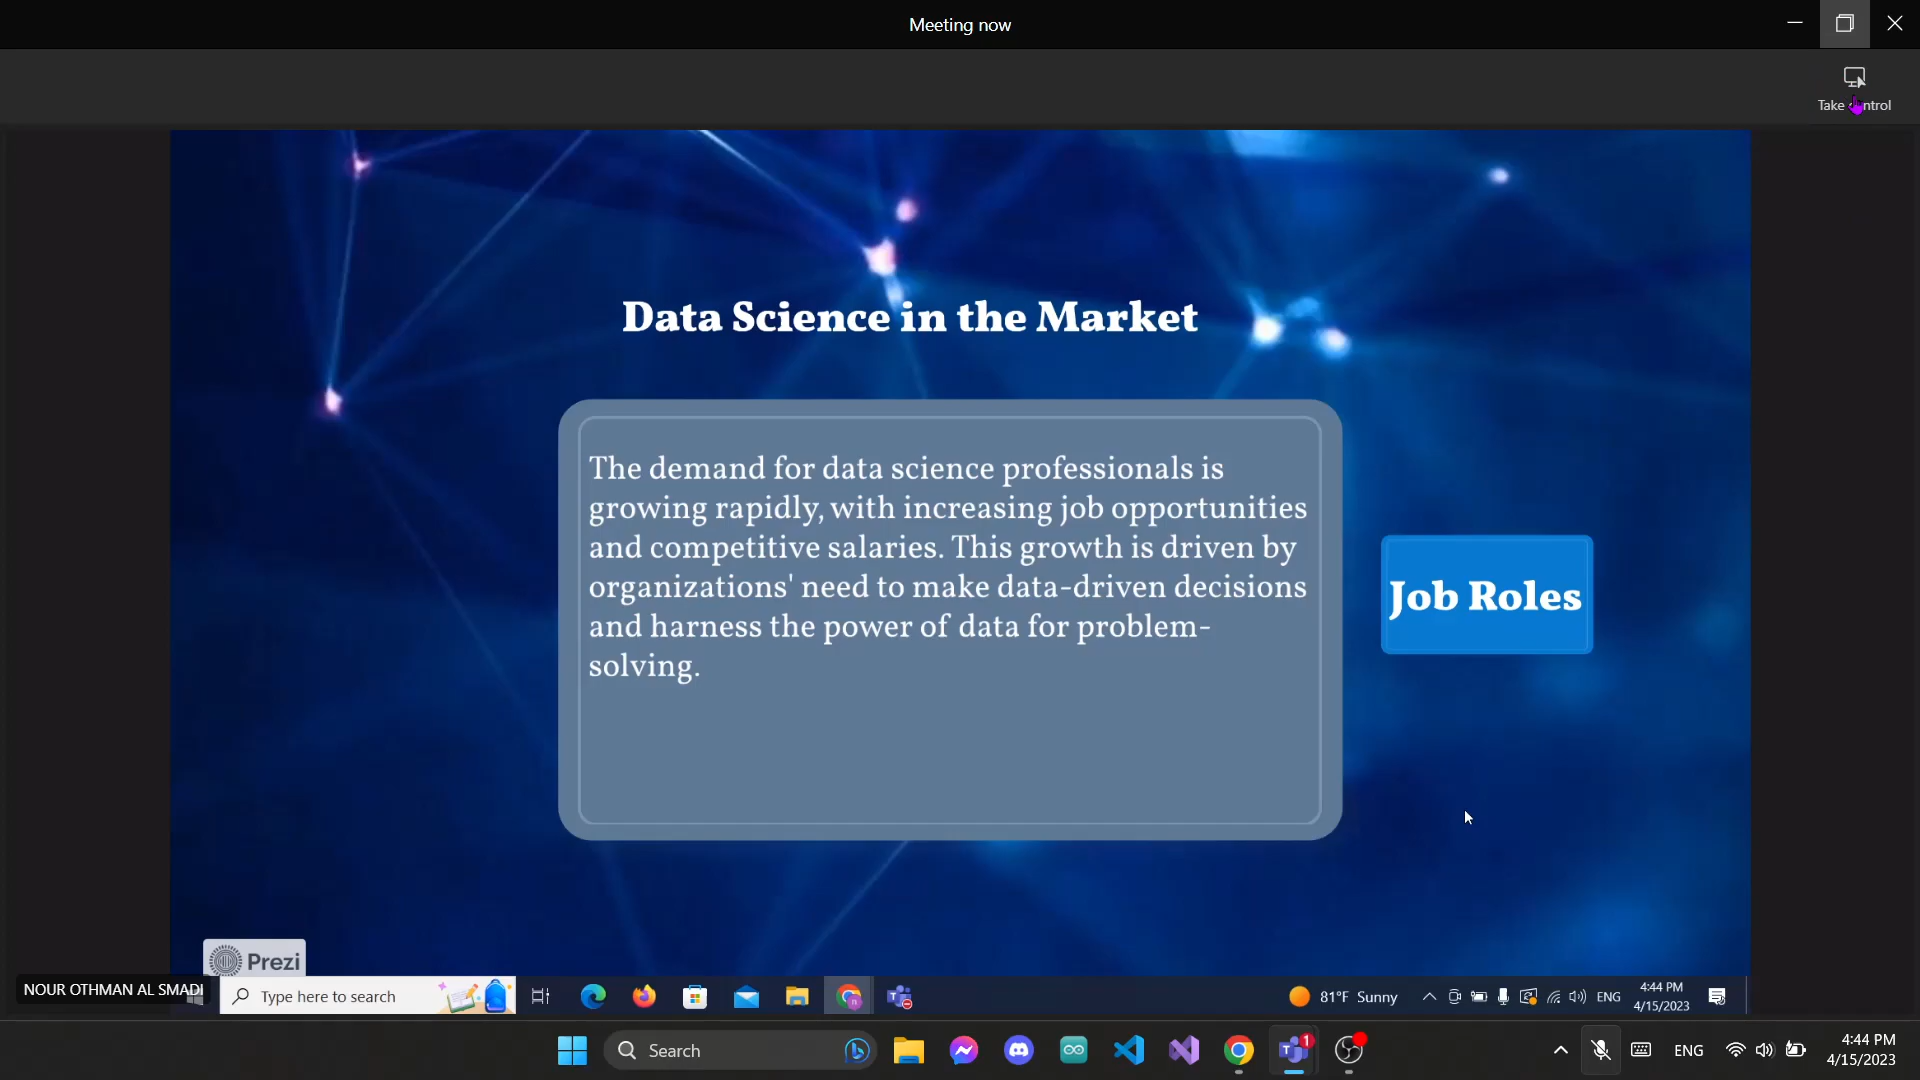 Meeting now
Take control
Data Science in the Market
The demand for data science professionals is
growing rapidly, with increasing job opportunities
and competitive salaries. This growth is driven by
organizations' need to make data-driven decisions
and harness the power of data for problem-
solving.
Job Roles
Prezi
NOUR OTHMAN AL SMADI
Type here to search
81°F Sunny
ENG
4:44 PM
4/15/2023
Search
1
ENG
4:44 PM
4/15/2023